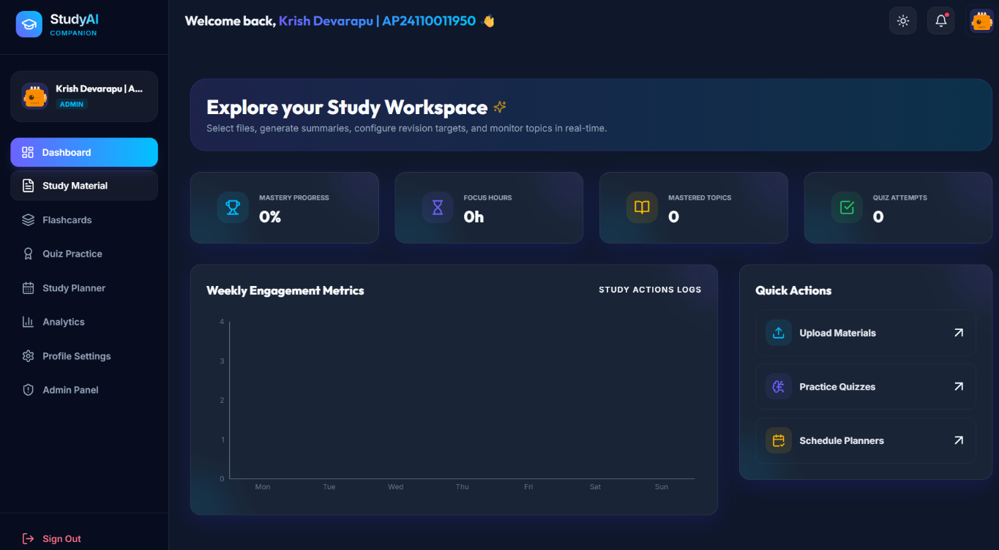 StudyAI
COMPANION
Welcome back, Krish Devarapu | AP24110011950 👋
Krish Devarapu | A...
ADMIN
Dashboard
Study Material
Flashcards
Quiz Practice
Study Planner
Analytics
Profile Settings
Admin Panel
Sign Out
Explore your Study Workspace
Select files, generate summaries, configure revision targets, and monitor topics in real-time.
MASTERY PROGRESS
0%
FOCUS HOURS
0h
MASTERED TOPICS
0
QUIZ ATTEMPTS
0
Weekly Engagement Metrics
STUDY ACTIONS LOGS
4
3
2
1
0
Mon Tue Wed Thu Fri Sat Sun
Quick Actions
Upload Materials
Practice Quizzes
Schedule Planners